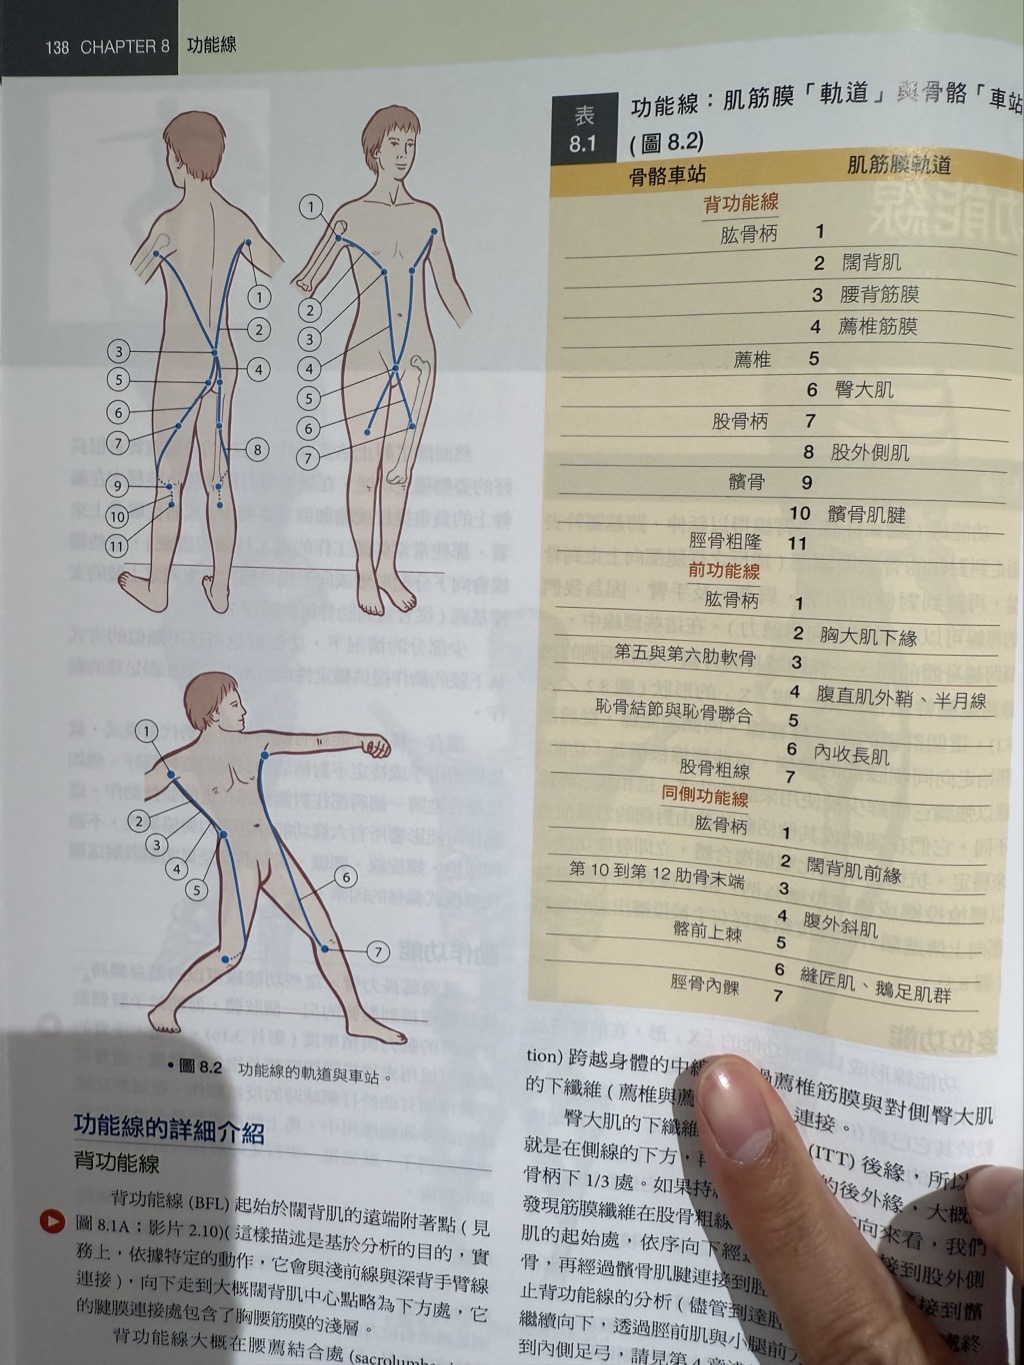 138 CHAPTER 8 功能線
表 8.1
功能線：肌筋膜「軌道」與骨骼「車站
(圖 8.2)
骨骼車站 肌筋膜軌道
背功能線
肱骨柄 1
2 闊背肌
3 腰背筋膜
4 薦椎筋膜
薦椎 5
6 臀大肌
股骨柄 7
8 股外側肌
髕骨 9
10 髕骨肌腱
脛骨粗隆 11
前功能線
肱骨柄 1
2 胸大肌下緣
第五與第六肋軟骨 3
4 腹直肌外鞘、半月線
恥骨結節與恥骨聯合 5
6 內收長肌
股骨粗線 7
同側功能線
肱骨柄 1
2 闊背肌前緣
第 10 到第 12 肋骨末端 3
4 腹外斜肌
髂前上棘 5
6 縫匠肌、鵝足肌群
脛骨內髁 7
1
2
3
4
5
6
7
8
9
10
11
1
2
3
4
5
6
7
1
2
3
4
5
6
7
• 圖 8.2 功能線的軌道與車站。
功能線的詳細介紹
背功能線
背功能線 (BFL) 起始於闊背肌的遠端附著點 ( 見
圖 8.1A；影片 2.10)( 這樣描述是基於分析的目的，實
務上，依據特定的動作，它會與淺前線與深背手臂線
連接 )，向下走到大概闊背肌中心點略為下方處，它
的腱膜連接處包含了胸腰筋膜的淺層。
背功能線大概在腰薦結合處 (sacrolumba
tion) 跨越身體的中線 過薦椎筋膜與對側臀大肌
的下纖維 ( 薦椎與薦 連接。
臀大肌的下纖維 (ITT) 後緣，所以
就是在側線的下方， 的後外緣，大概
骨柄下 1/3 處。如果持 向來看，我們
發現筋膜纖維在股骨粗線 接到股外側
肌的起始處，依序向下經 接到髕
骨，再經過髕骨肌腱連接到脛 處終
止背功能線的分析 ( 儘管到達脛
繼續向下，透過脛前肌與小腿前
到內側足弓，請見第